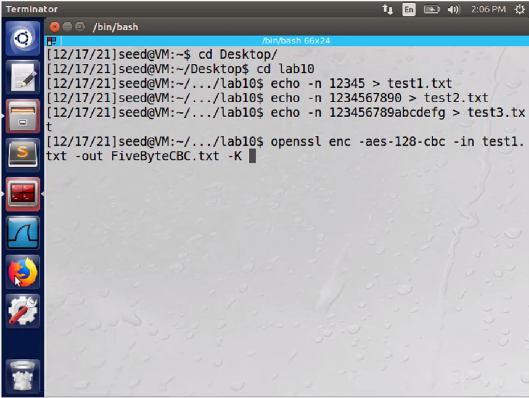 Terminator
En
2:06 PM
/bin/bash
/bin/bash 66x24
[12/17/21]seed@VM:~$ cd Desktop/
[12/17/21]seed@VM:~/Desktop$ cd lab10
[12/17/21]seed@VM:~/.../lab10$ echo -n 12345 > test1.txt
[12/17/21]seed@VM:~/.../lab10$ echo -n 1234567890 > test2.txt
[12/17/21]seed@VM:~/.../lab10$ echo -n 123456789abcdefg > test3.tx
t
[12/17/21]seed@VM:~/.../lab10$ openssl enc -aes-128-cbc -in test1.
txt -out FiveByteCBC.txt -K